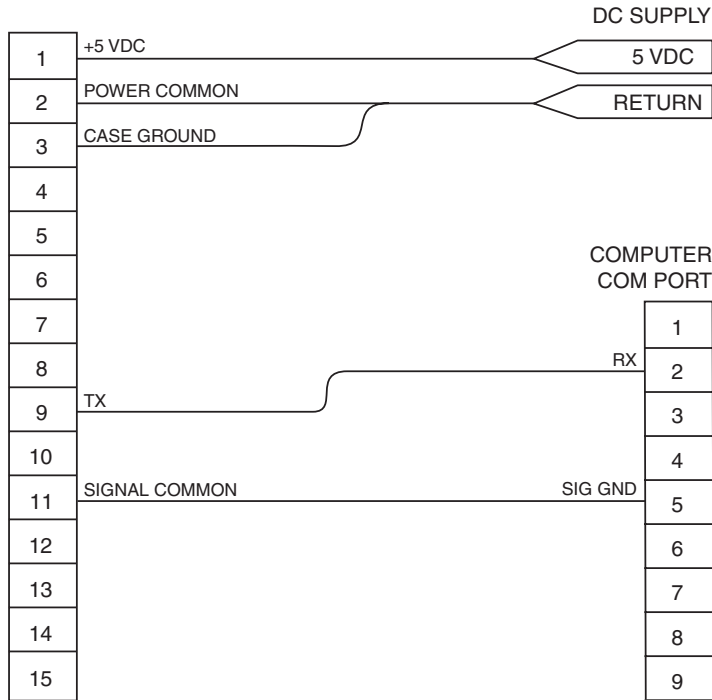 DC SUPPLY
1 +5 VDC 5 VDC
2 POWER COMMON RETURN
3 CASE GROUND
4
5
6
7
8
9 TX
10
11 SIGNAL COMMON
12
13
14
15
COMPUTER
COM PORT
1
RX 2
3
4
SIG GND 5
6
7
8
9